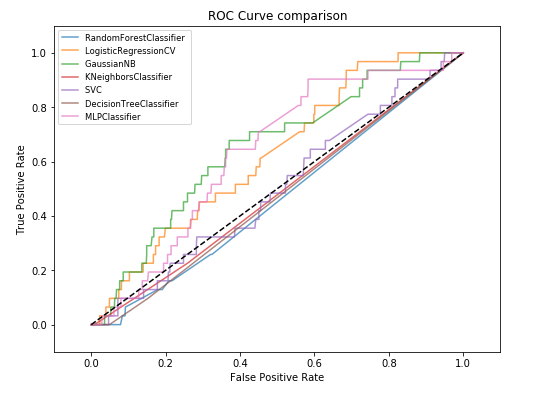 ROC Curve comparison
RandomForestClassifier
LogisticRegressionCV
GaussianNB
KNeighborsClassifier
SVC
DecisionTreeClassifier
MLPClassifier
True Positive Rate
1.0
0.8
0.6
0.4
0.2
0.0
0.0 0.2 0.4 0.6 0.8 1.0
False Positive Rate